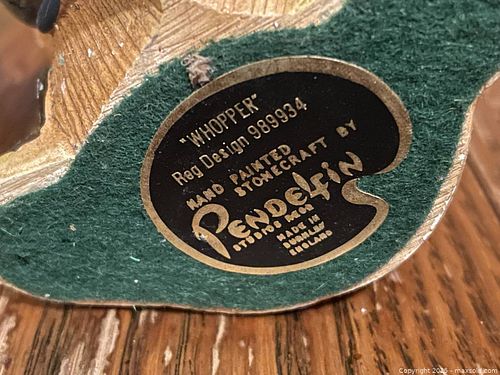 "WHOPPER"
Reg Design 989934
HAND PAINTED
STONECRAFT BY
PENDELFIN
STUDIOS REGD
MADE IN
BURNLEY
ENGLAND
Copyright 2025 - maxsold.com